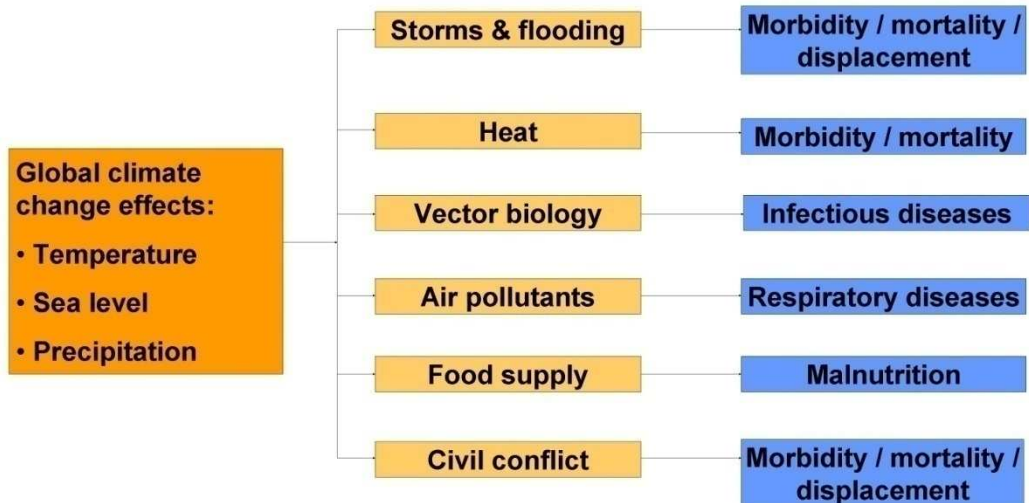 Global climate
change effects:
• Temperature
• Sea level
• Precipitation
Storms & flooding
Morbidity / mortality /
displacement
Heat
Morbidity / mortality
Vector biology
Infectious diseases
Air pollutants
Respiratory diseases
Food supply
Malnutrition
Civil conflict
Morbidity / mortality /
displacement